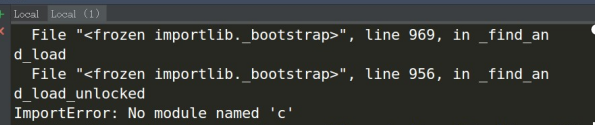 Local Local (1)
  File "<frozen importlib._bootstrap>", line 969, in _find_an
d_load
  File "<frozen importlib._bootstrap>", line 956, in _find_an
d_load_unlocked
ImportError: No module named 'c'